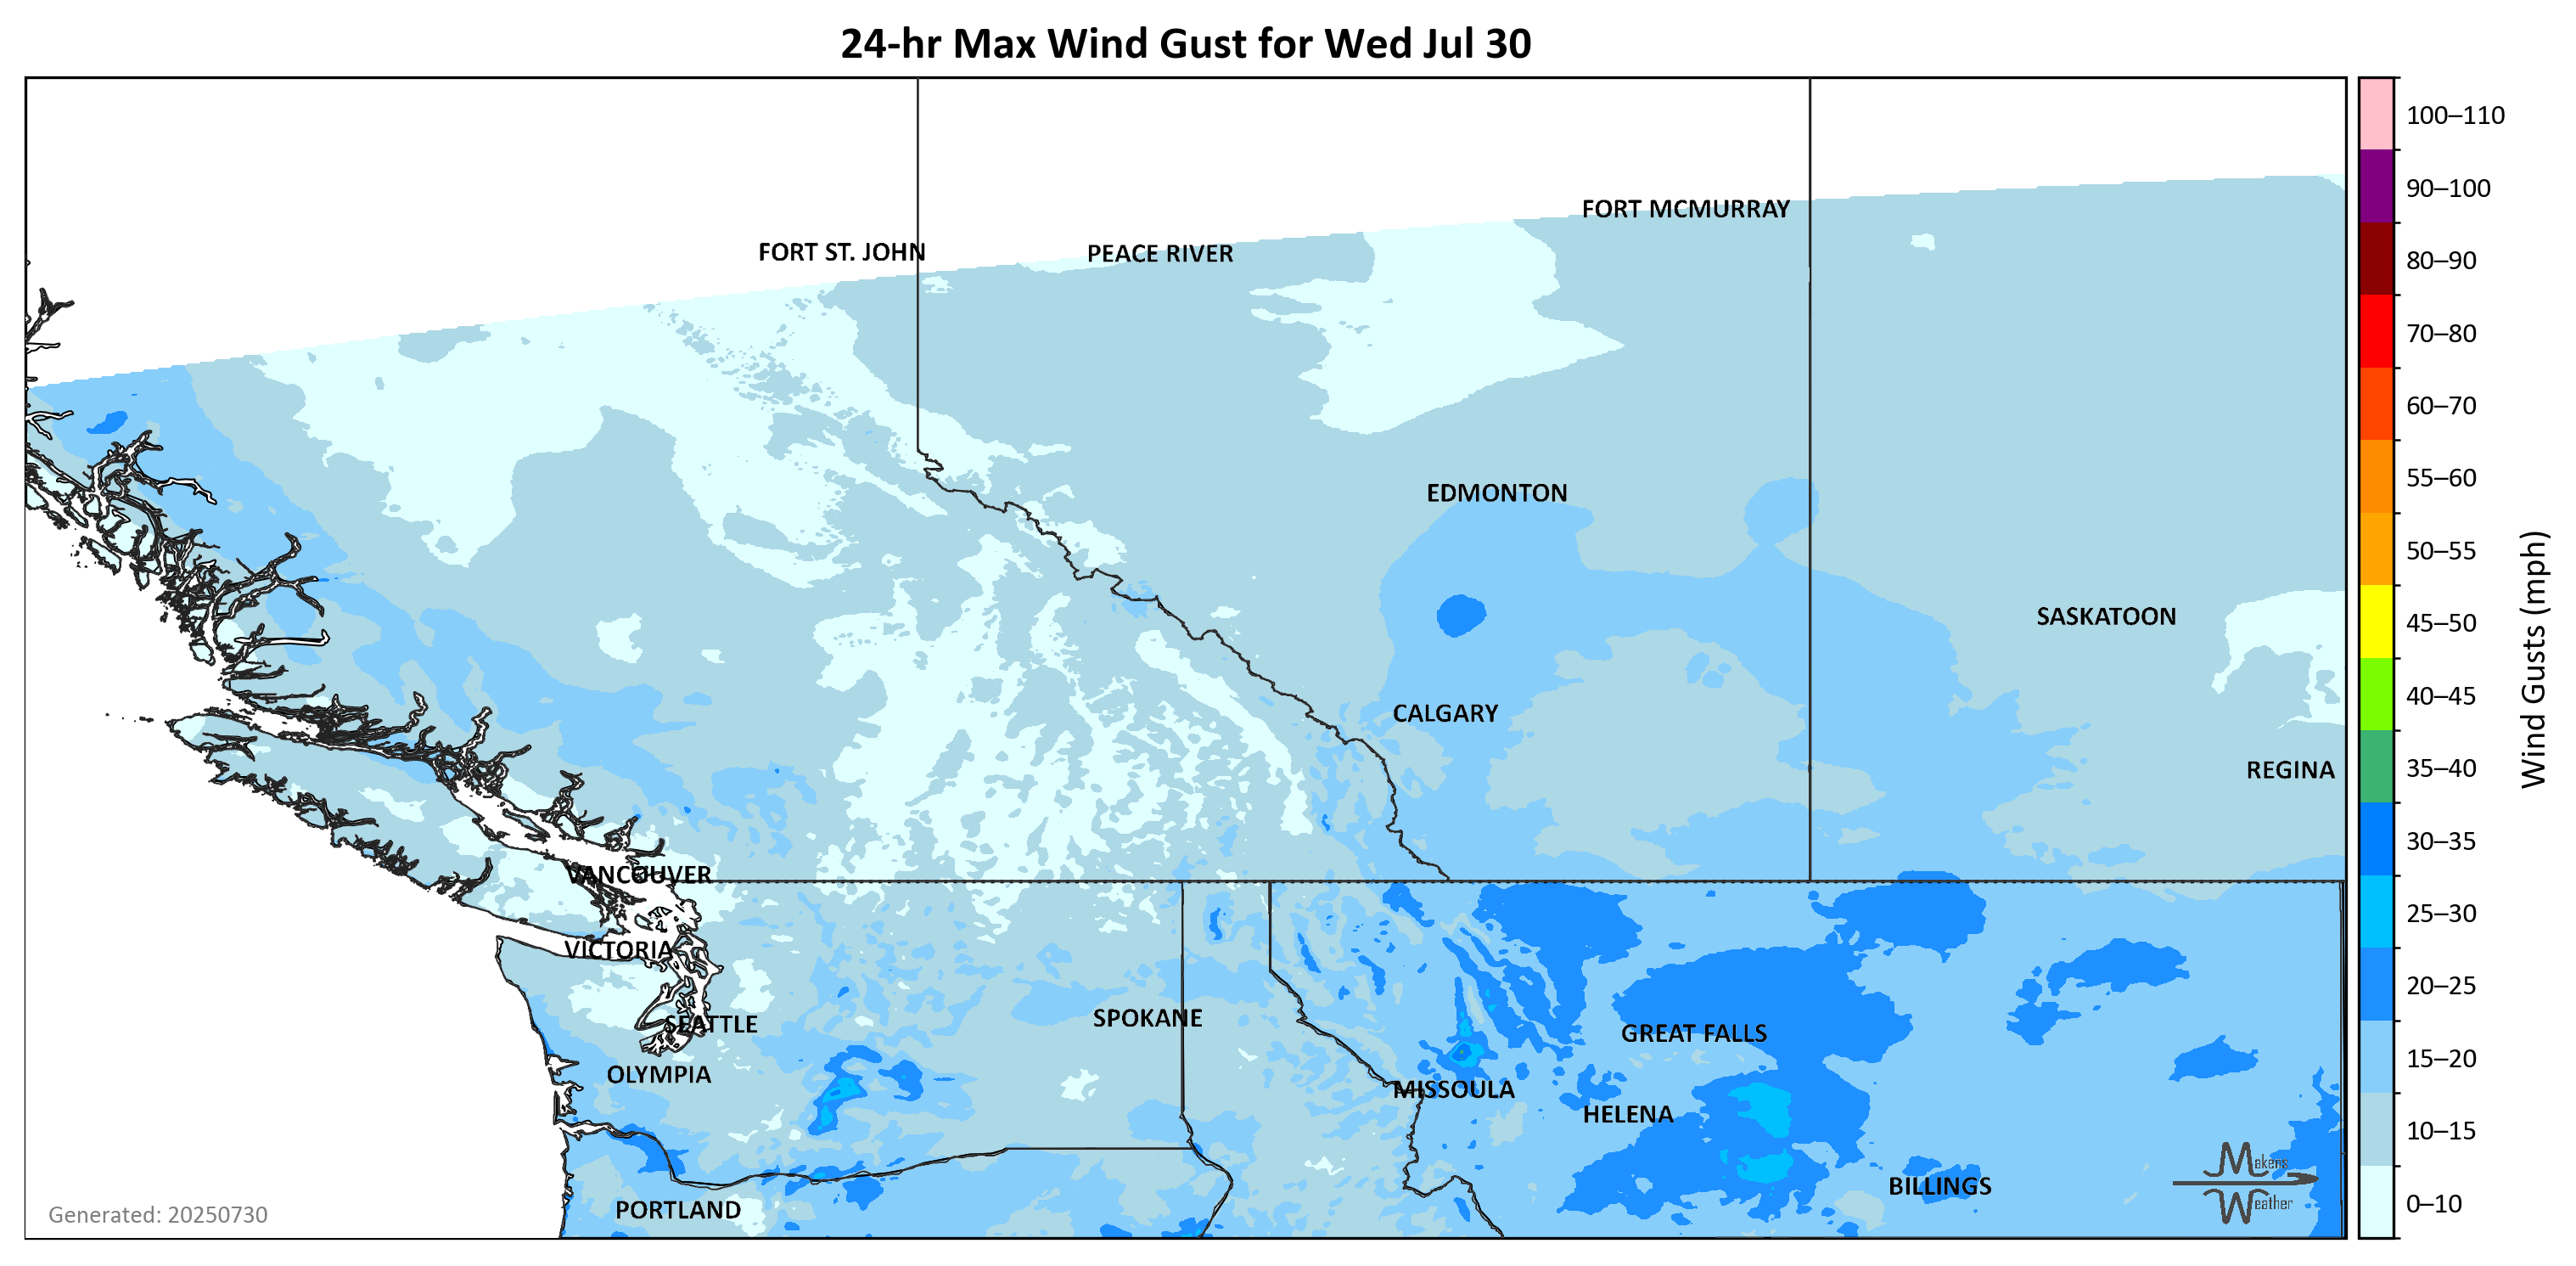 24-hr Max Wind Gust for Wed Jul 30
100–110
90–100
80–90
70–80
60–70
55–60
50–55
45–50
40–45
35–40
30–35
25–30
20–25
15–20
10–15
0–10
Wind Gusts (mph)
FORT MCMURRAY
FORT ST. JOHN
PEACE RIVER
EDMONTON
SASKATOON
CALGARY
REGINA
VANCOUVER
VICTORIA
SPOKANE
SEATTLE
GREAT FALLS
OLYMPIA
MISSOULA
HELENA
BILLINGS
PORTLAND
Makers
Weather
Generated: 20250730